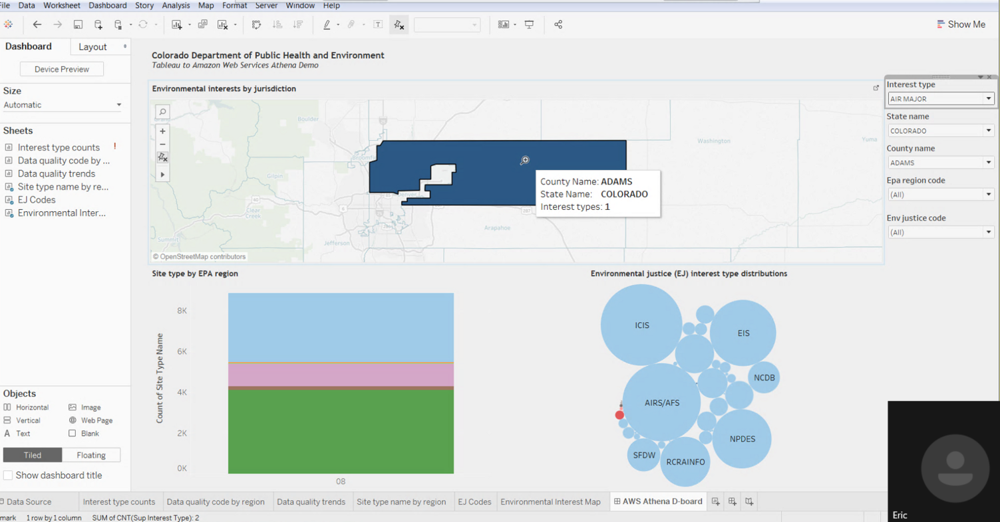 File Data Worksheet Dashboard Story Analysis Map Format Server Window Help
Show Me
Dashboard Layout
Device Preview
Size
Automatic
Sheets
Interest type counts !
Data quality code by ...
Data quality trends
Site type name by re...
EJ Codes
Environmental Inter...
Objects
Horizontal Image
Vertical Web Page
A Text Blank
Tiled Floating
Show dashboard title
Colorado Department of Public Health and Environment
Tableau to Amazon Web Services Athena Demo
Environmental interests by jurisdiction
Boulder
Washington
Yuma
Broomf
Gilpin
Denver
Clear
Creek
Arapahoe
Summit
Jefferson
County Name: ADAMS
State Name: COLORADO
Interest types: 1
© OpenStreetMap contributors
Interest type
AIR MAJOR
State name
COLORADO
County name
ADAMS
Epa region code
(All)
Env justice code
(All)
Site type by EPA region
Count of Site Type Name
8K
6K
4K
2K
0K
08
Environmental justice (EJ) interest type distributions
ICIS
EIS
NCDB
AIRS/AFS
NPDES
SFDW
RCRAINFO
Data Source Interest type counts Data quality code by region Data quality trends Site type name by region EJ Codes Environmental Interest Map AWS Athena D-board
mark 1 row by 1 column SUM of CNT(Sup Interest Type): 2
Eric